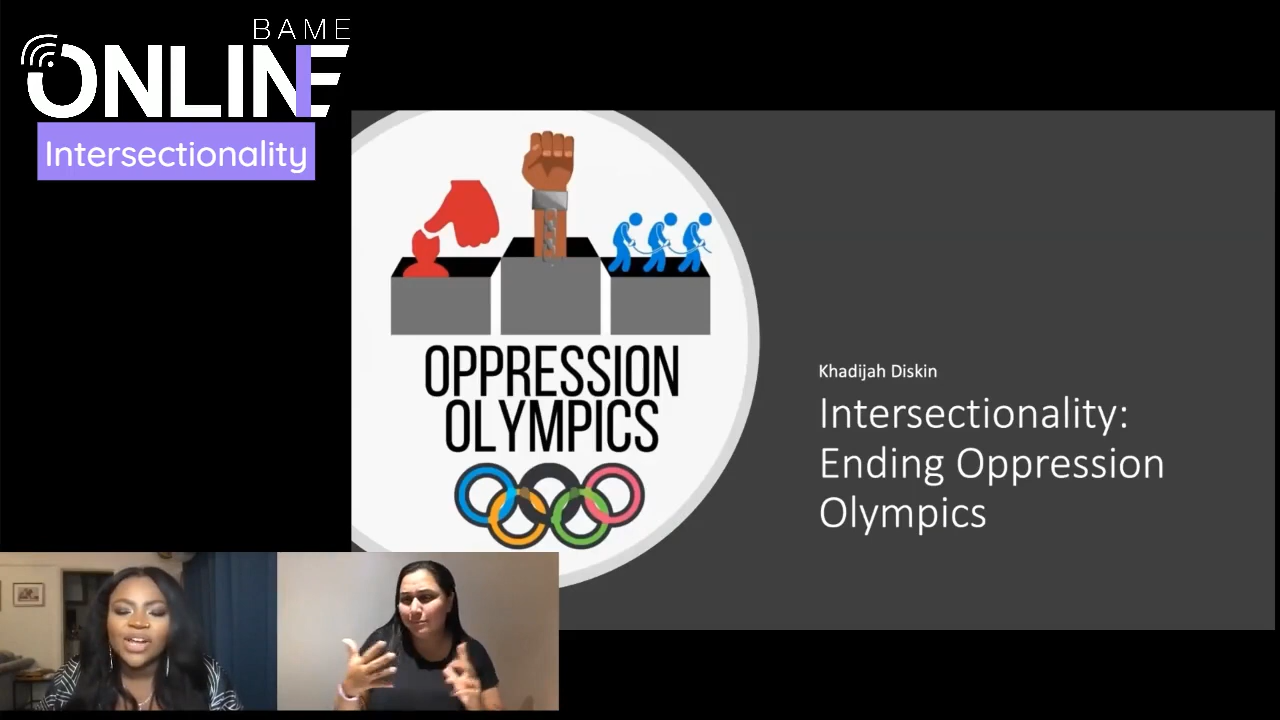 BAME
ONLINE
Intersectionality
OPPRESSION
OLYMPICS
Khadijah Diskin
Intersectionality:
Ending Oppression
Olympics